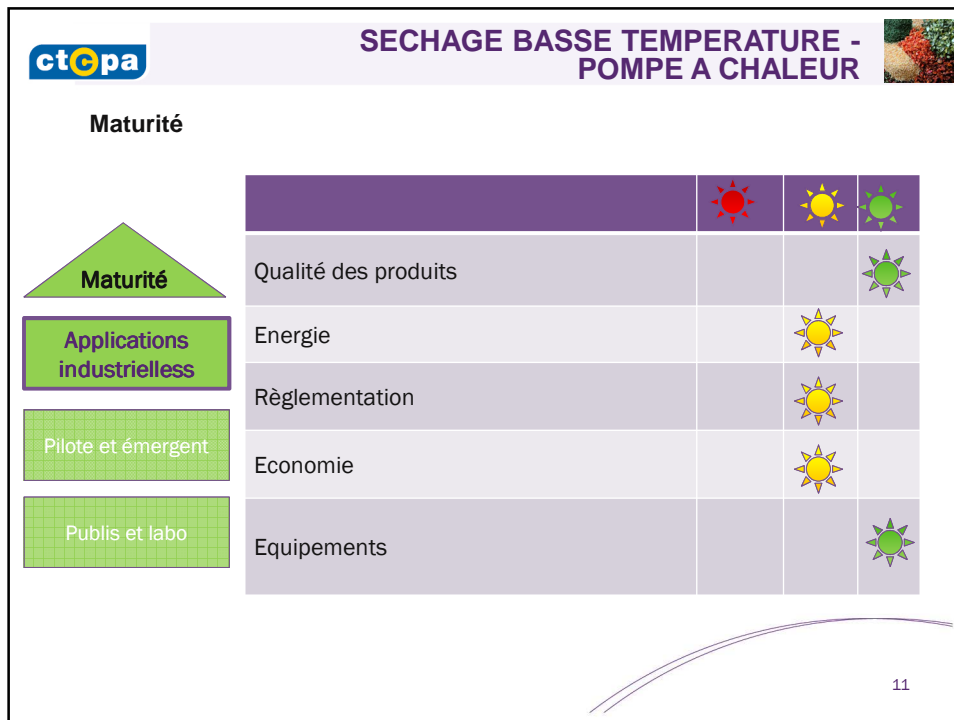 ctcpa
SECHAGE BASSE TEMPERATURE -
POMPE A CHALEUR
Maturité
Maturité
Applications
industrieless
Pilote et émergent
Publis et labo
Qualité des produits
Energie
Règlementation
Economie
Equipements
11